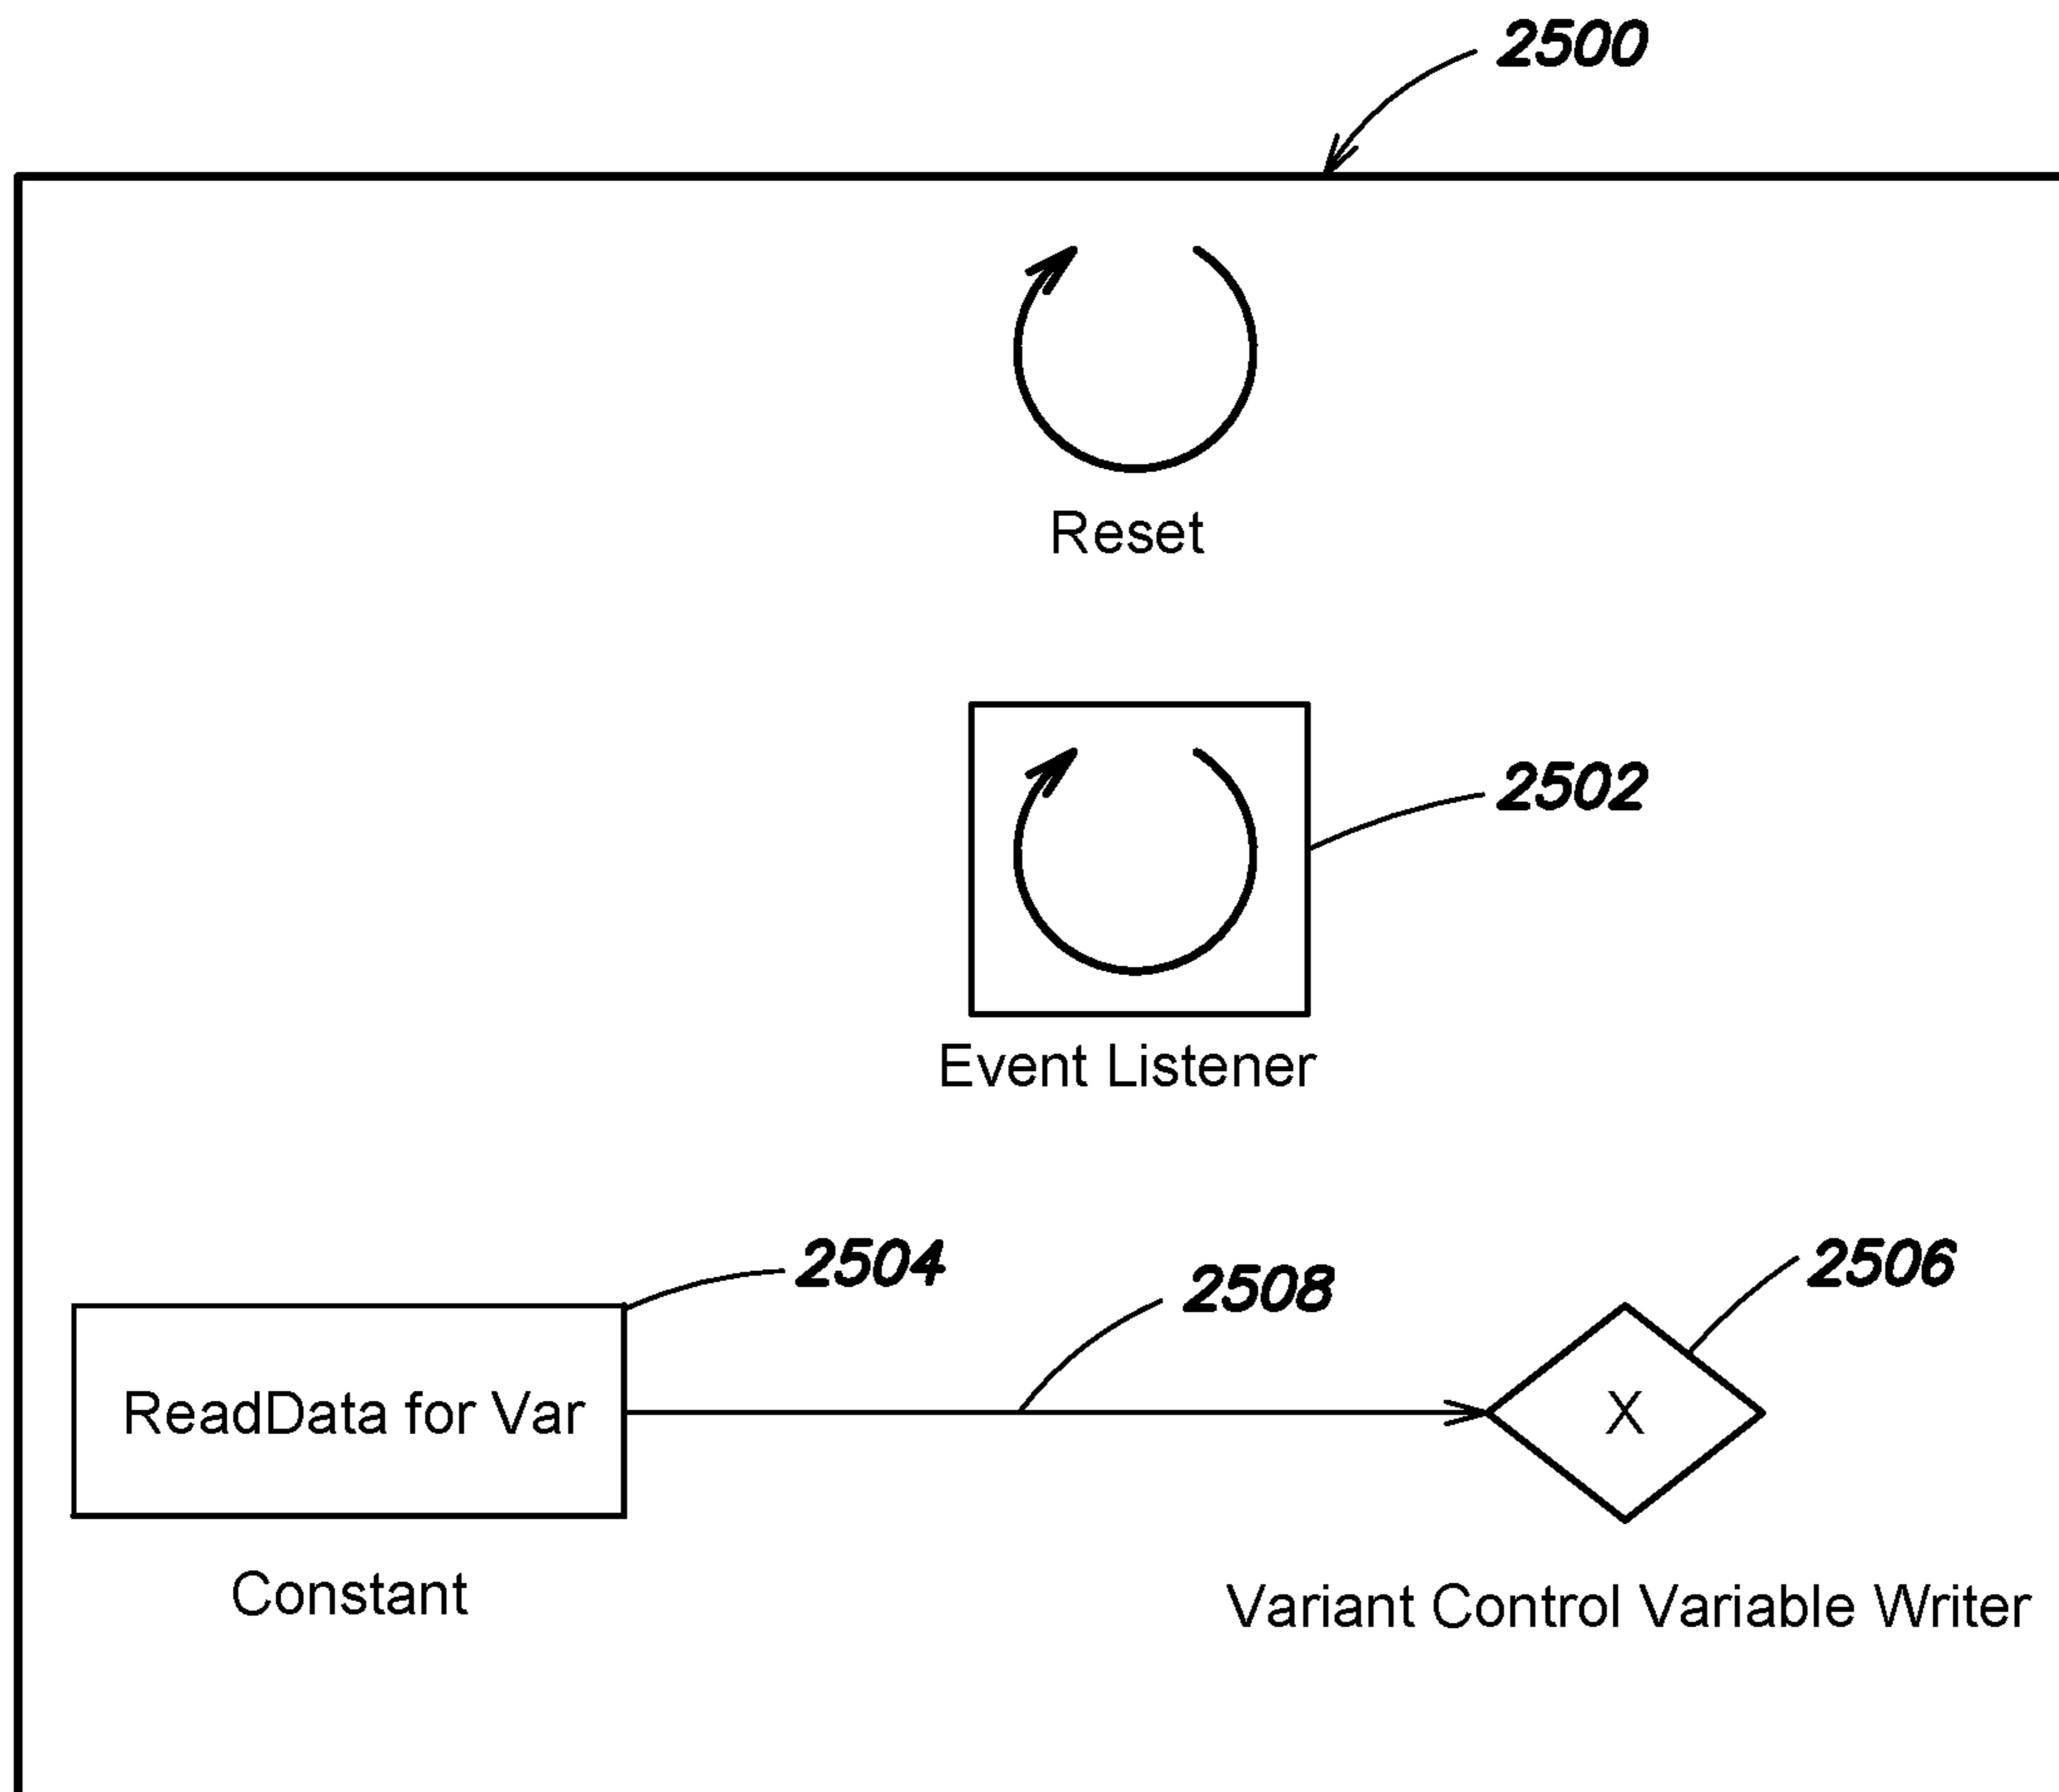 2500
Reset
2502
Event Listener
2504
2508
2506
ReadData for Var
X
Constant
Variant Control Variable Writer